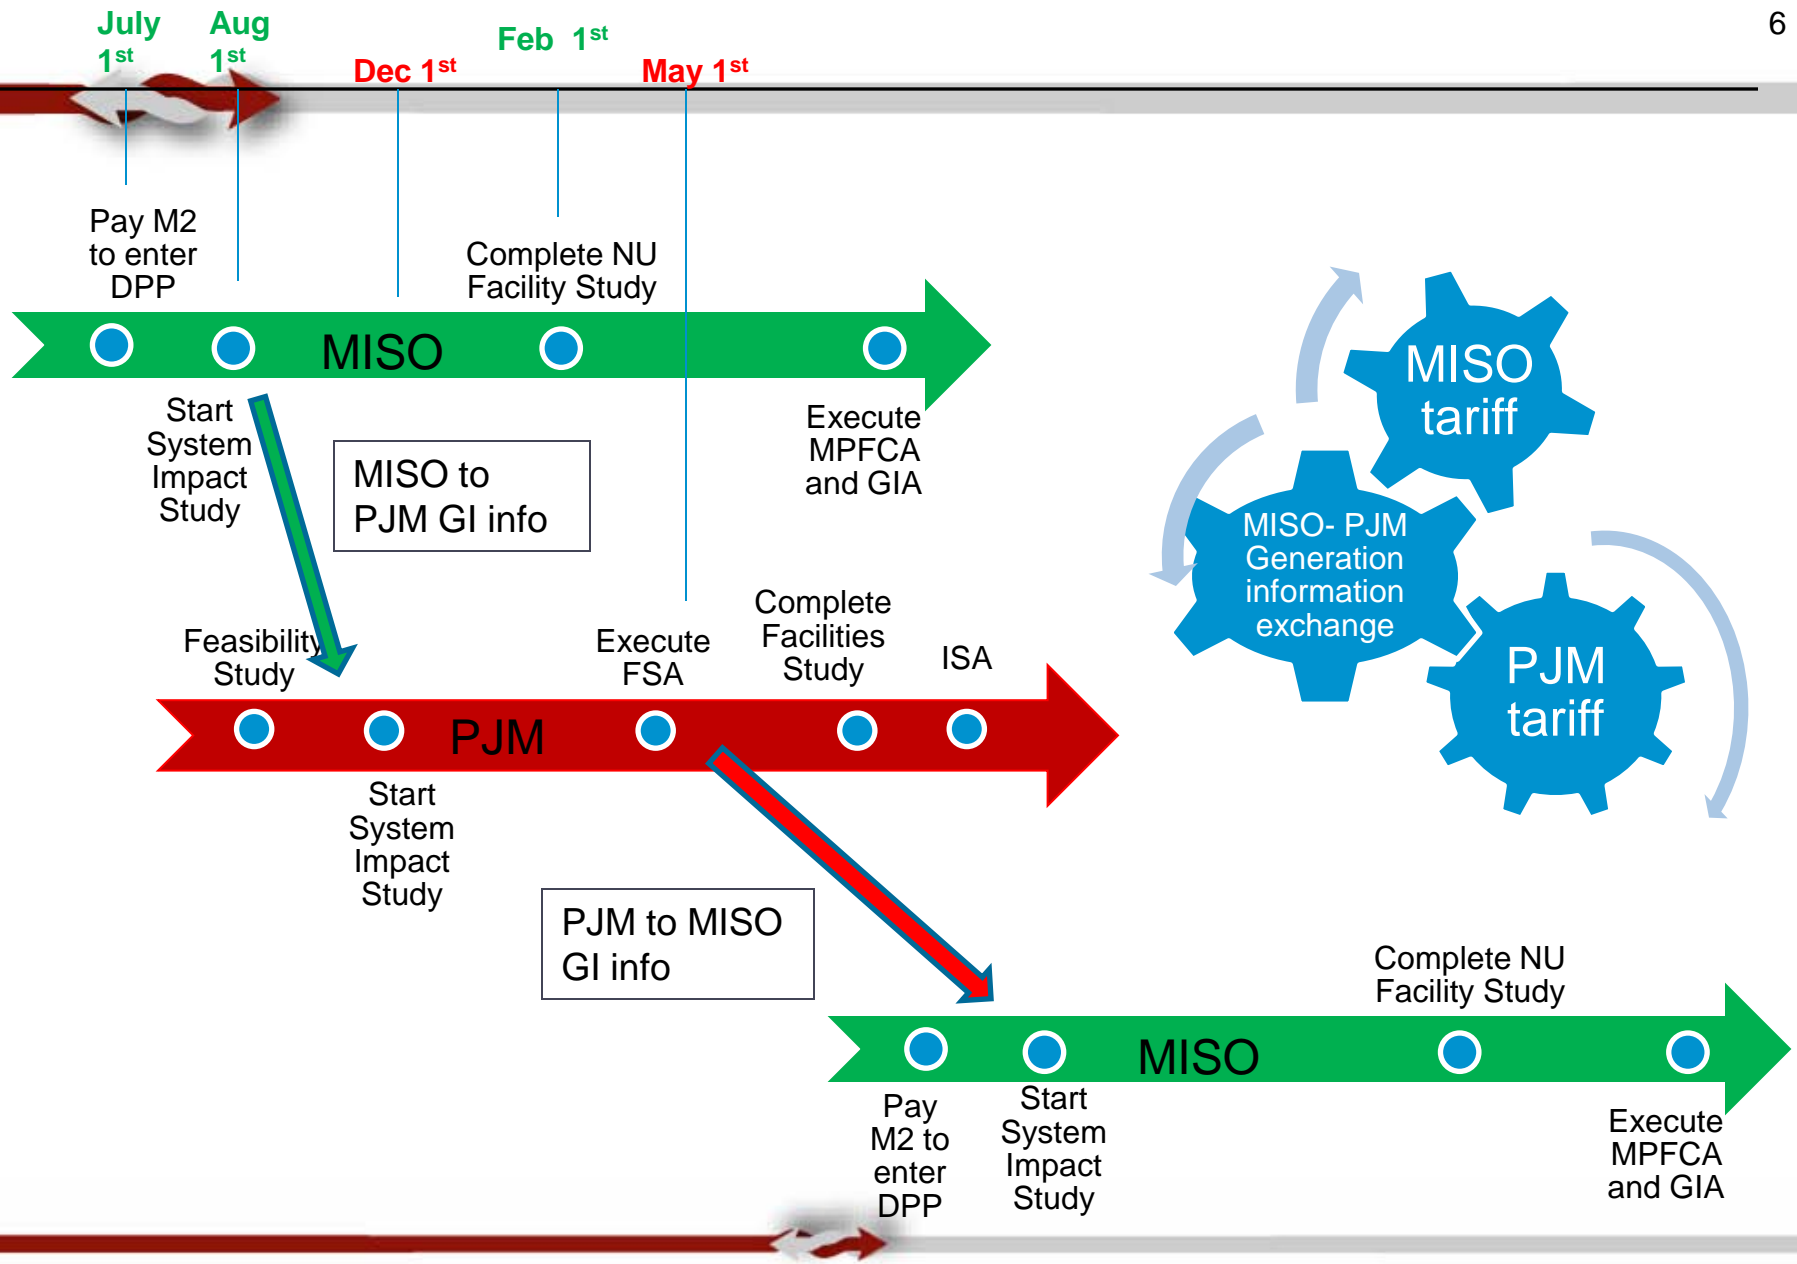 6
July
1st
Aug
1st
Dec 1st
Feb 1st
May 1st
Pay M2
to enter
DPP
Complete NU
Facility Study
MISO
Start
System
Impact
Study
Execute
MPFCA
and GIA
MISO to
PJM GI info
MISO
tariff
MISO- PJM
Generation
information
exchange
PJM
tariff
Feasibility
Study
Execute
FSA
Complete
Facilities
Study
ISA
PJM
Start
System
Impact
Study
PJM to MISO
GI info
Complete NU
Facility Study
MISO
Pay
M2 to
enter
DPP
Start
System
Impact
Study
Execute
MPFCA
and GIA